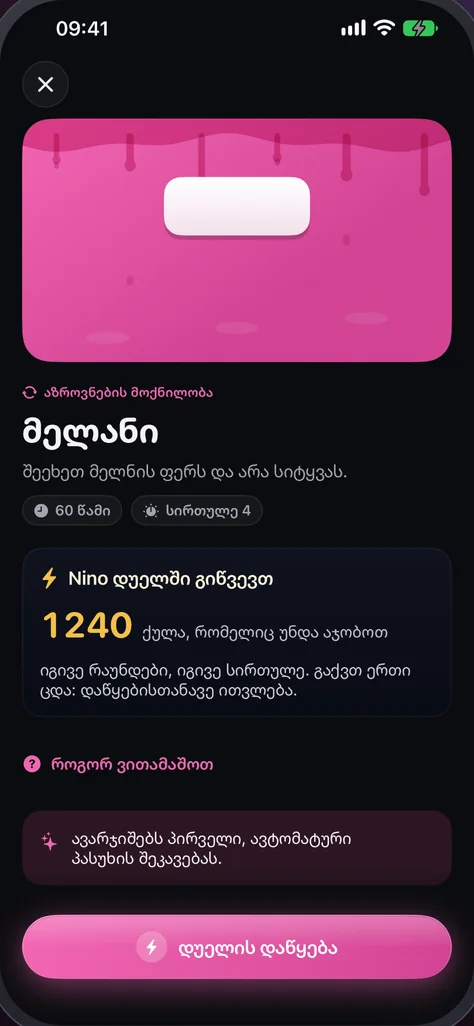 09:41
აზროვნების მოქნილობა
მელანი
შეეხეთ მელნის ფერს და არა სიტყვას.
60 წამი
სირთულე 4
Nino დუელში გიწვევთ
1240 ქულა, რომელიც უნდა აჯობოთ
იგივე რაუნდები, იგივე სირთულე. გაქვთ ერთი
ცდა: დაწყებისთანავე ითვლება.
? როგორ ვითამაშოთ
ავარჯიშებს პირველი, ავტომატური
პასუხის შეკავებას.
დუელის დაწყება